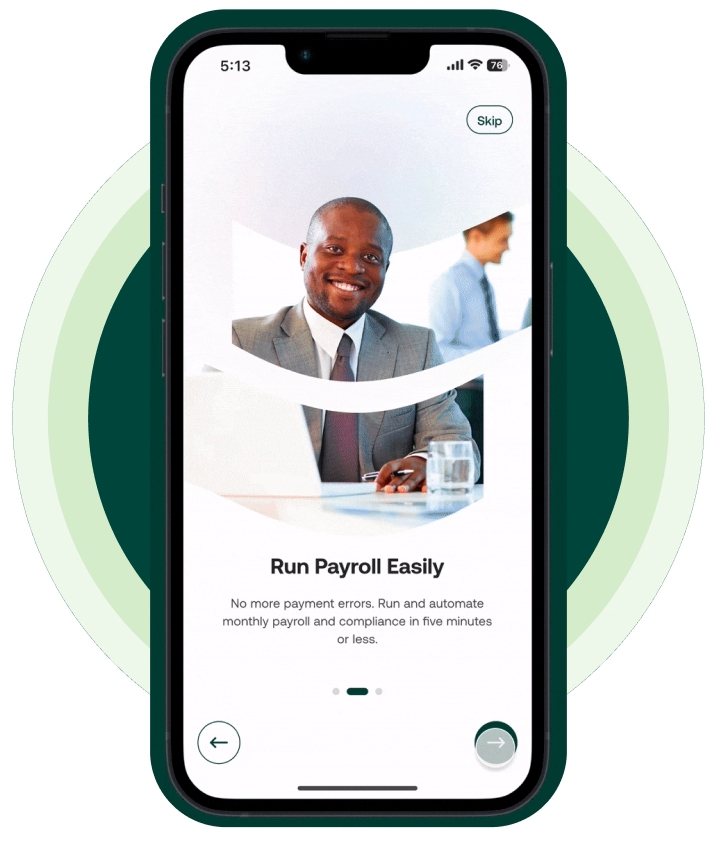 5:13
76
Skip
Run Payroll Easily
No more payment errors. Run and automate
monthly payroll and compliance in five minutes
or less.